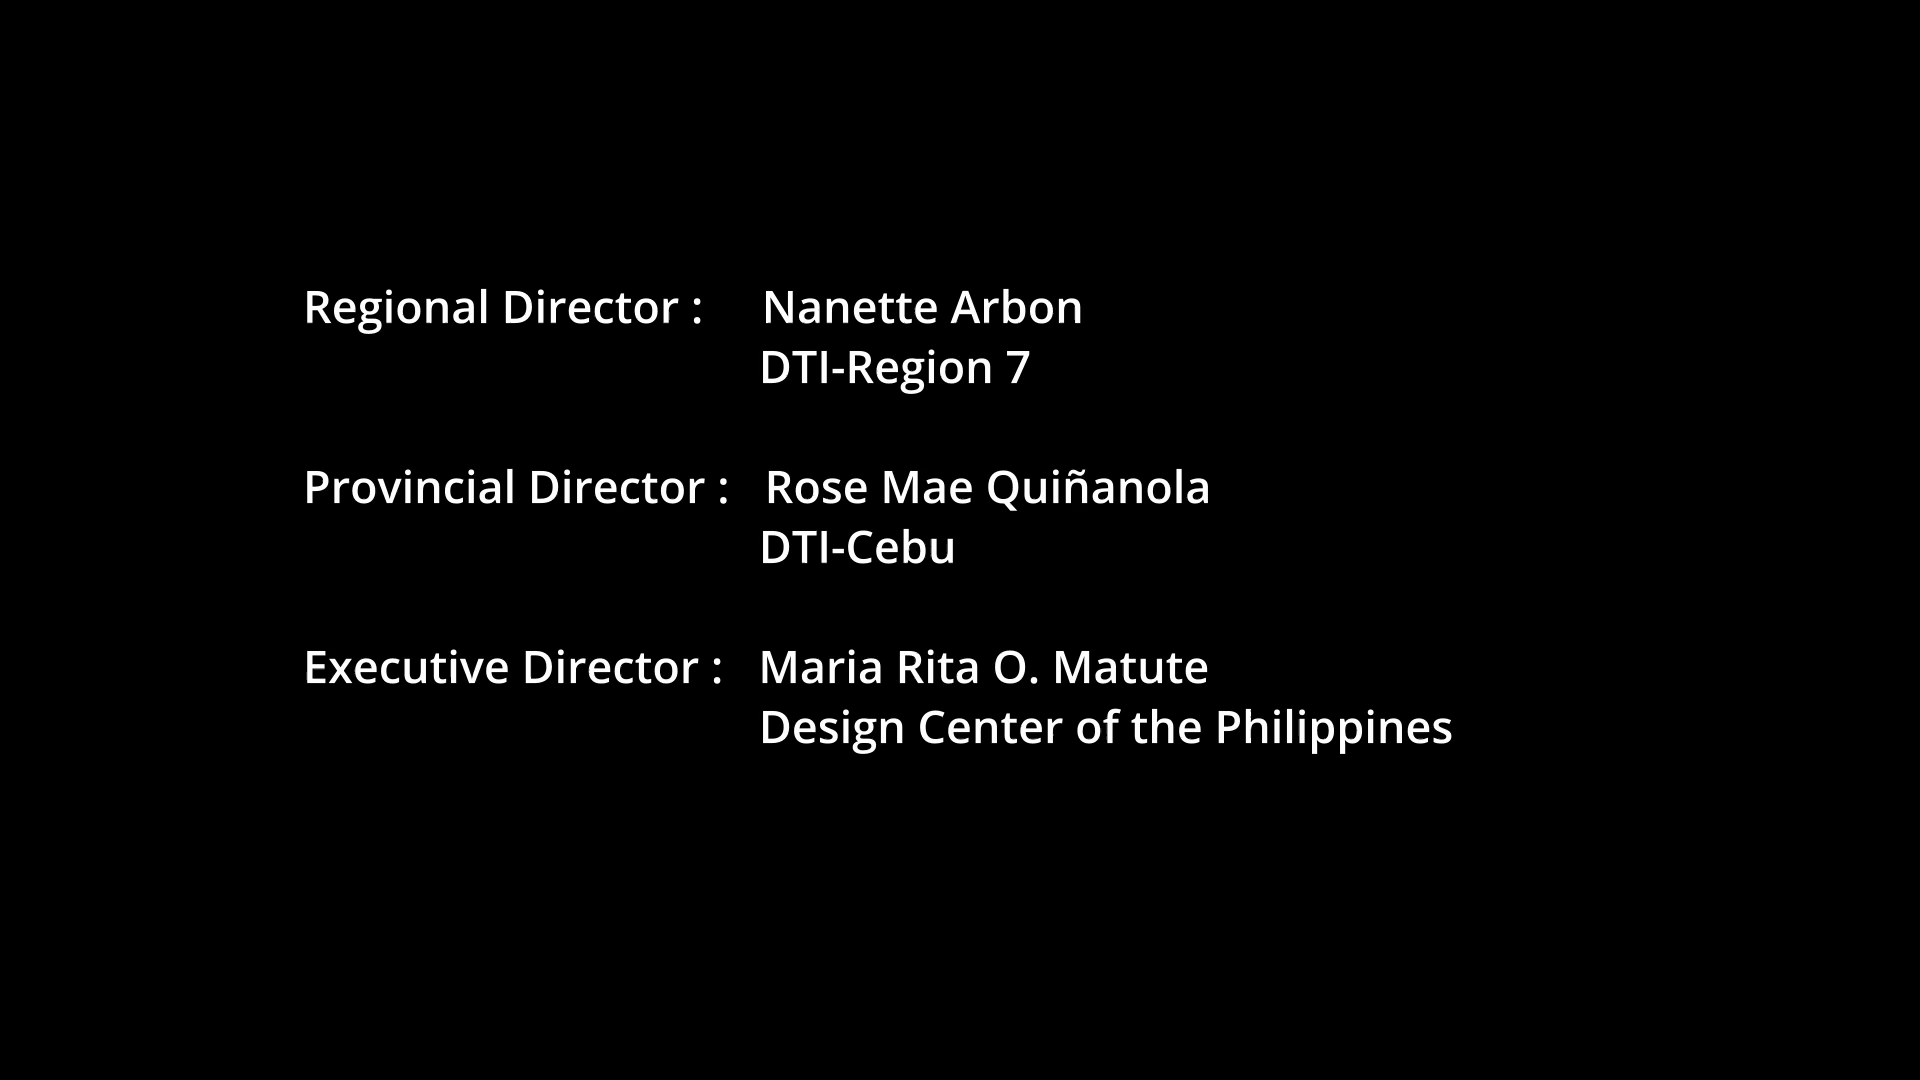 Regional Director : Nanette Arbon
DTI-Region 7
Provincial Director : Rose Mae Quiñanola
DTI-Cebu
Executive Director : Maria Rita O. Matute
Design Center of the Philippines